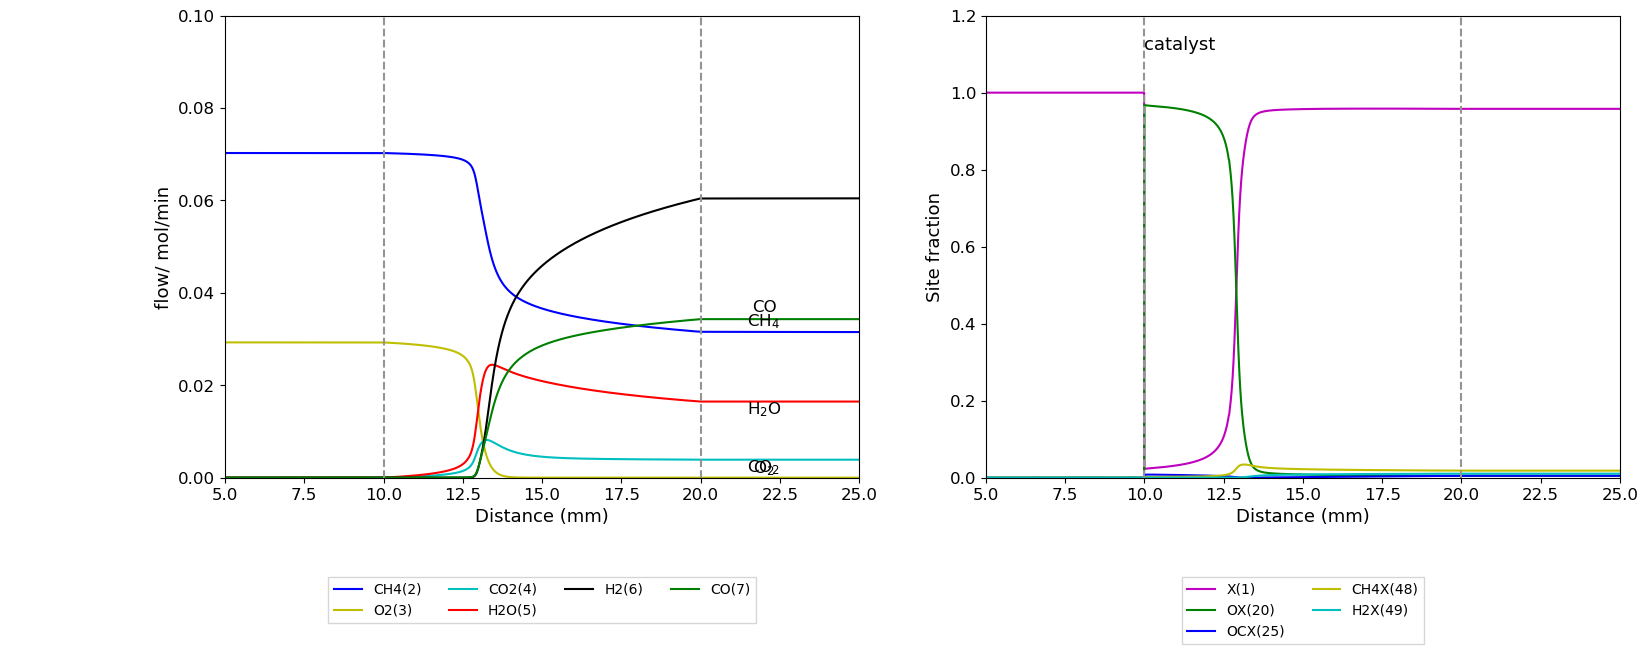 0.10
0.08
0.06
0.04
0.02
0.00
flow/ mol/min
CO
CH₄
H₂O
CO₂
O₂
5.0 7.5 10.0 12.5 15.0 17.5 20.0 22.5 25.0
Distance (mm)
CH4(2) CO2(4) H2(6) CO(7)
O2(3) H2O(5)
1.2
1.0
0.8
0.6
0.4
0.2
0.0
Site fraction
catalyst
5.0 7.5 10.0 12.5 15.0 17.5 20.0 22.5 25.0
Distance (mm)
X(1) CH4X(48)
OX(20) H2X(49)
OCX(25)